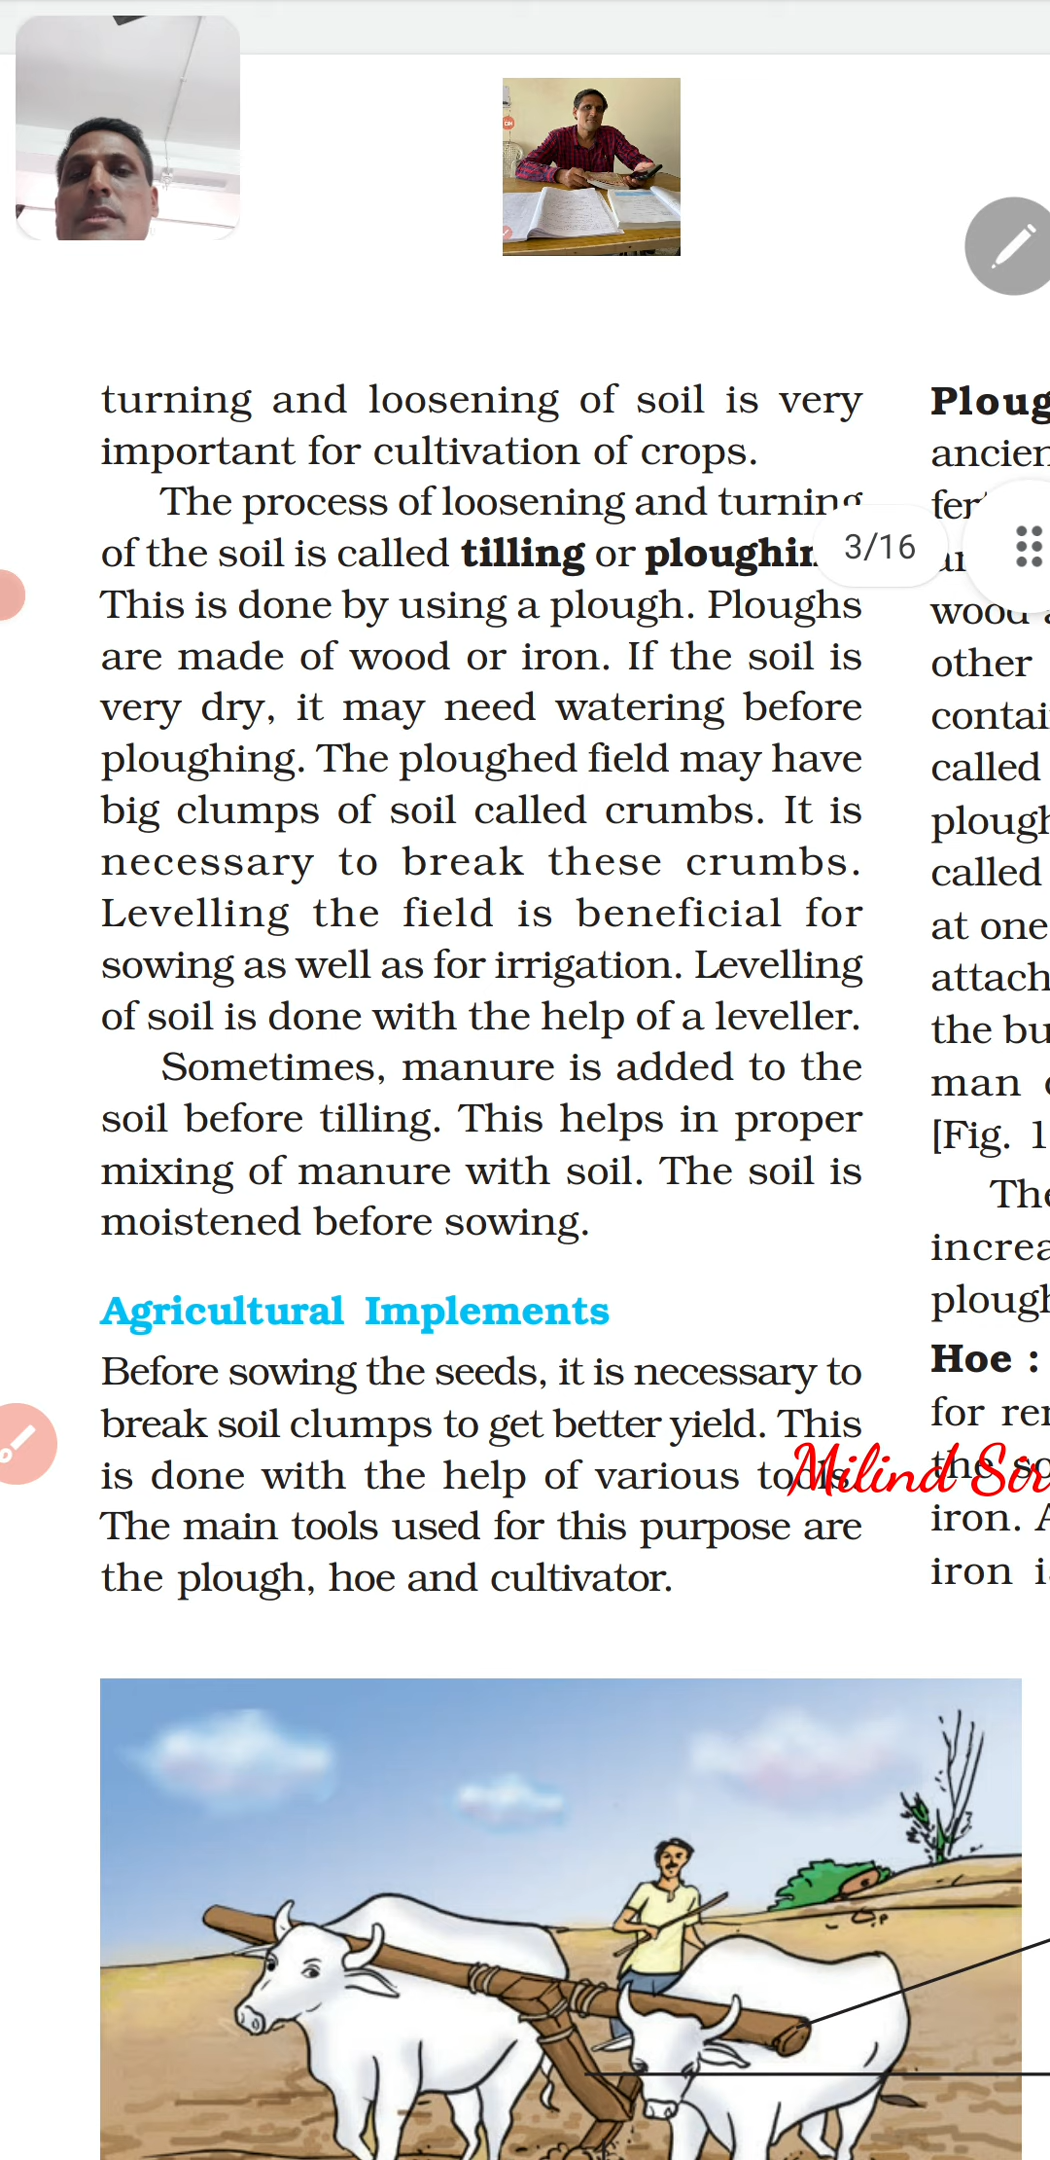 turning and loosening of soil is very
important for cultivation of crops.
The process of loosening and turning
of the soil is called tilling or
This is done by using a plough. Ploughs
are made of wood or iron. If the soil is
very dry, it may need watering before
ploughing. The ploughed field may have
big clumps of soil called crumbs. It is
necessary to break these crumbs.
Levelling the field is beneficial for
sowing as well as for irrigation. Levelling
of soil is done with the help of a leveller.
Sometimes, manure is added to the
soil before tilling. This helps in proper
mixing of manure with soil. The soil is
moistened before sowing.
Agricultural Implements
Before sowing the seeds, it is necessary to
break soil clumps to get better yield. This
is done with the help of various tools.
The main tools used for this purpose are
the plough, hoe and cultivator.
3/16
other
called
called
at one
the
man
[Fig. 1
Hoe :
for
the
iron.
iron
Milind Sir